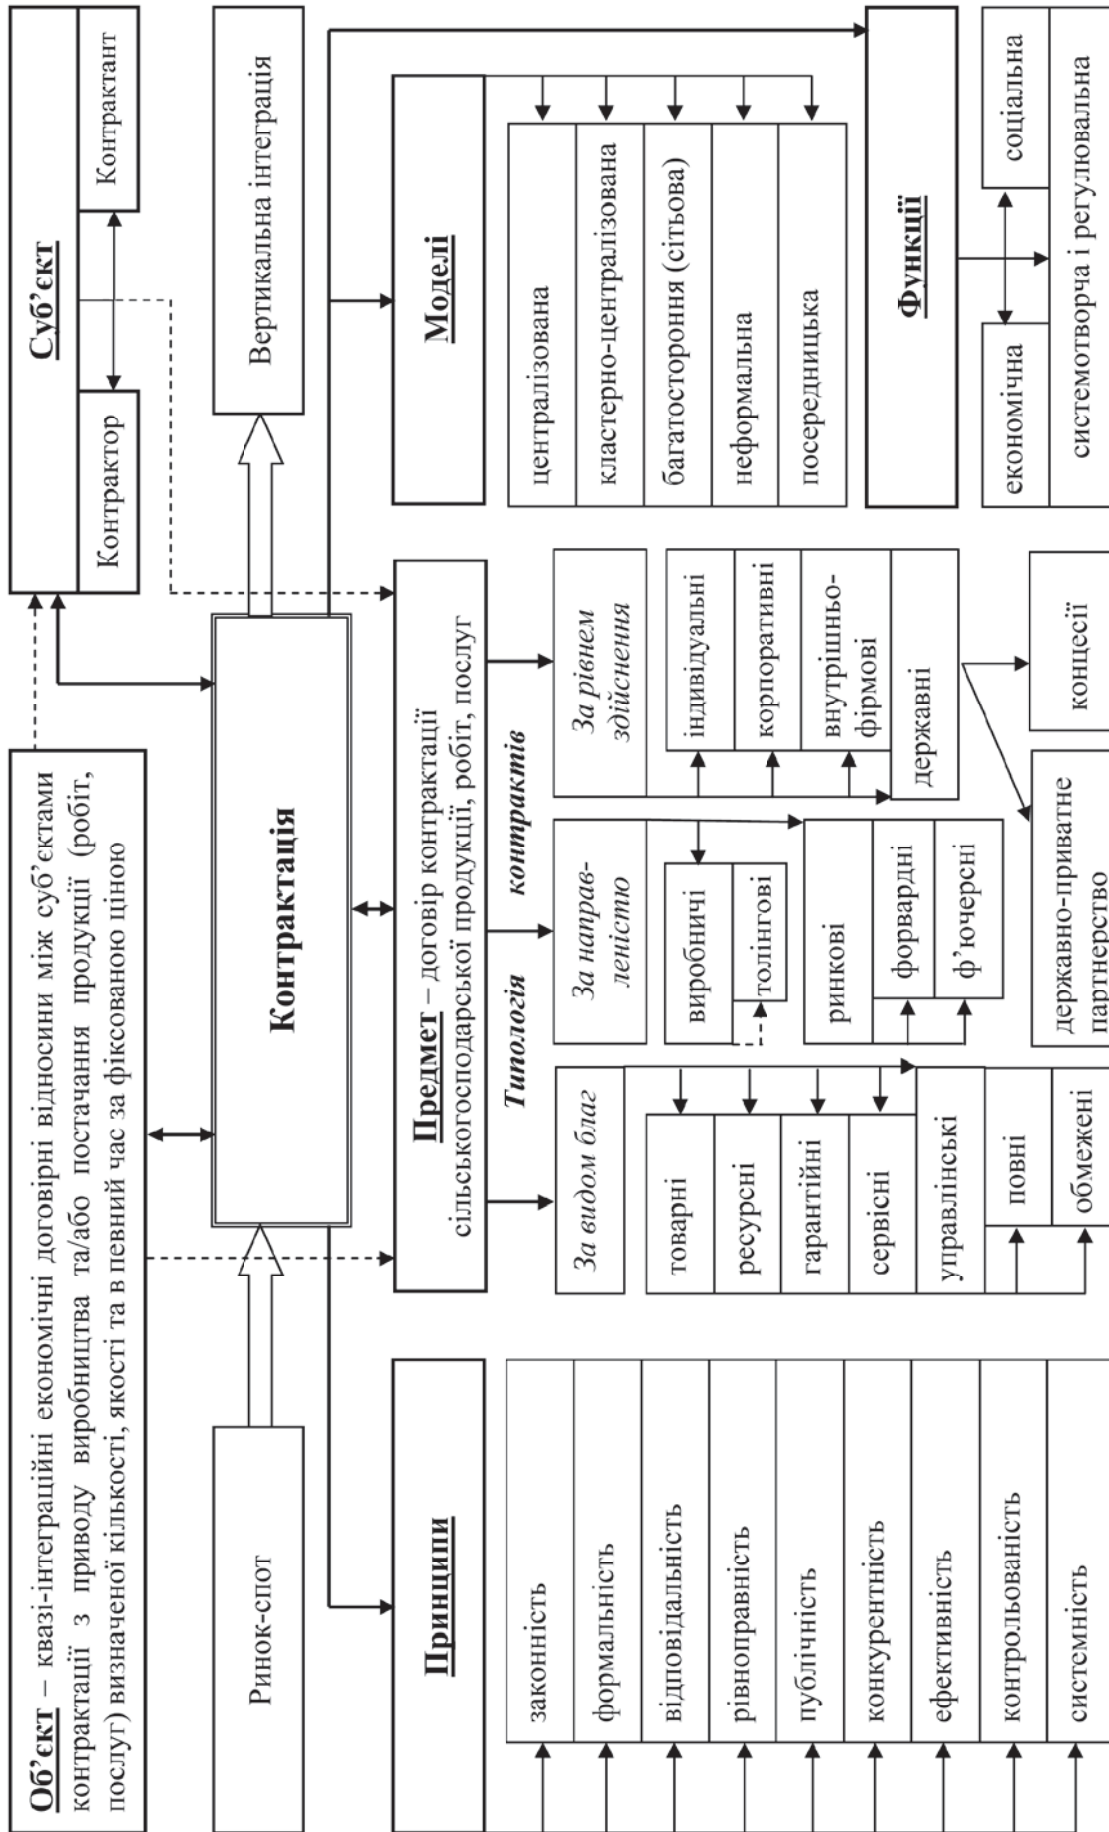 Об’єкт – квазі-інтеграційні економічні договірні відносини між суб’єктами
контрактації з приводу виробництва та/або постачання продукції (робіт,
послуг) визначеної кількості, якості та в певний час за фіксованою ціною
Суб’єкт
Контрактор
Контрактант
Ринок-спот
Контрактація
Вертикальна інтеграція
Принципи
законність
формальність
відповідальність
рівноправність
публічність
конкурентність
ефективність
контрольованість
системність
Предмет – договір контрактації
сільськогосподарської продукції, робіт, послуг
Типологія контрактів
За видом благ
товарні
ресурсні
гарантійні
сервісні
управлінські
повні
обмежені
За направ-
леністю
виробничі
толінгові
ринкові
форвардні
ф’ючерсні
За рівнем
здійснення
індивідуальні
корпоративні
внутрішньо-
фірмові
державні
державно-приватне
партнерство
концесії
Моделі
централізована
кластерно-централізована
багатостороння (сітьова)
неформальна
посередницька
Функції
економічна
соціальна
системотворча і регулювальна